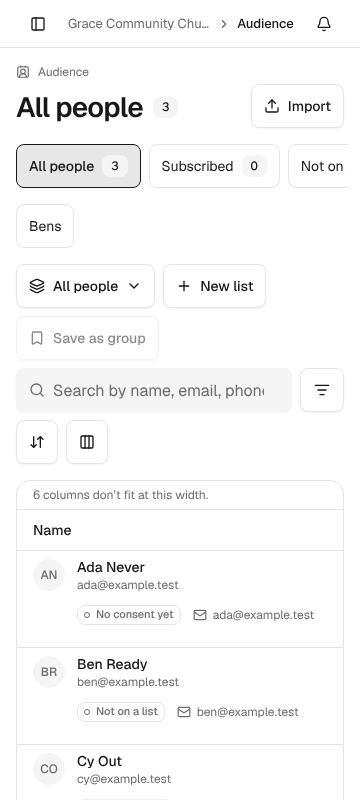 Grace Community Chu... > Audience
Audience
All people 3
Import
All people 3 Subscribed 0 Not on
Bens
All people New list
Save as group
Search by name, email, phone
6 columns don't fit at this width.
Name
AN Ada Never
ada@example.test
No consent yet ada@example.test
BR Ben Ready
ben@example.test
Not on a list ben@example.test
CO Cy Out
cy@example.test